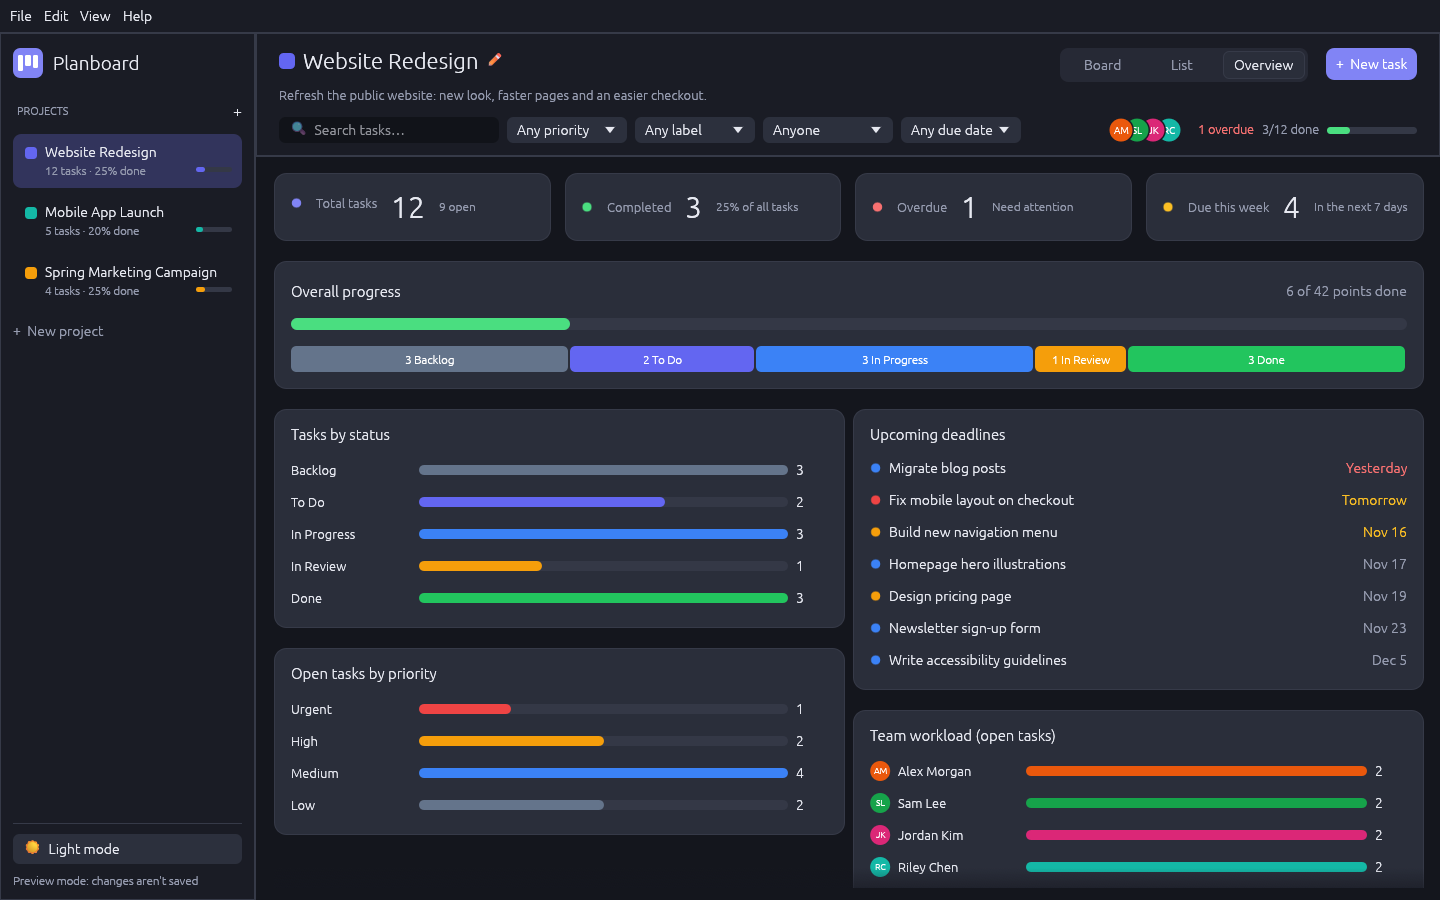 File Edit View Help
Planboard
PROJECTS +
Website Redesign
12 tasks · 25% done
Mobile App Launch
5 tasks · 20% done
Spring Marketing Campaign
4 tasks · 25% done
+ New project
Light mode
Preview mode: changes aren't saved
Website Redesign
Board List Overview + New task
Refresh the public website: new look, faster pages and an easier checkout.
Search tasks… Any priority Any label Anyone Any due date AM SL JK RC 1 overdue 3/12 done
Total tasks 12 9 open
Completed 3 25% of all tasks
Overdue 1 Need attention
Due this week 4 In the next 7 days
Overall progress 6 of 42 points done
3 Backlog 2 To Do 3 In Progress 1 In Review 3 Done
Tasks by status
Backlog 3
To Do 2
In Progress 3
In Review 1
Done 3
Open tasks by priority
Urgent 1
High 2
Medium 4
Low 2
Upcoming deadlines
Migrate blog posts Yesterday
Fix mobile layout on checkout Tomorrow
Build new navigation menu Nov 16
Homepage hero illustrations Nov 17
Design pricing page Nov 19
Newsletter sign-up form Nov 23
Write accessibility guidelines Dec 5
Team workload (open tasks)
AM Alex Morgan 2
SL Sam Lee 2
JK Jordan Kim 2
RC Riley Chen 2